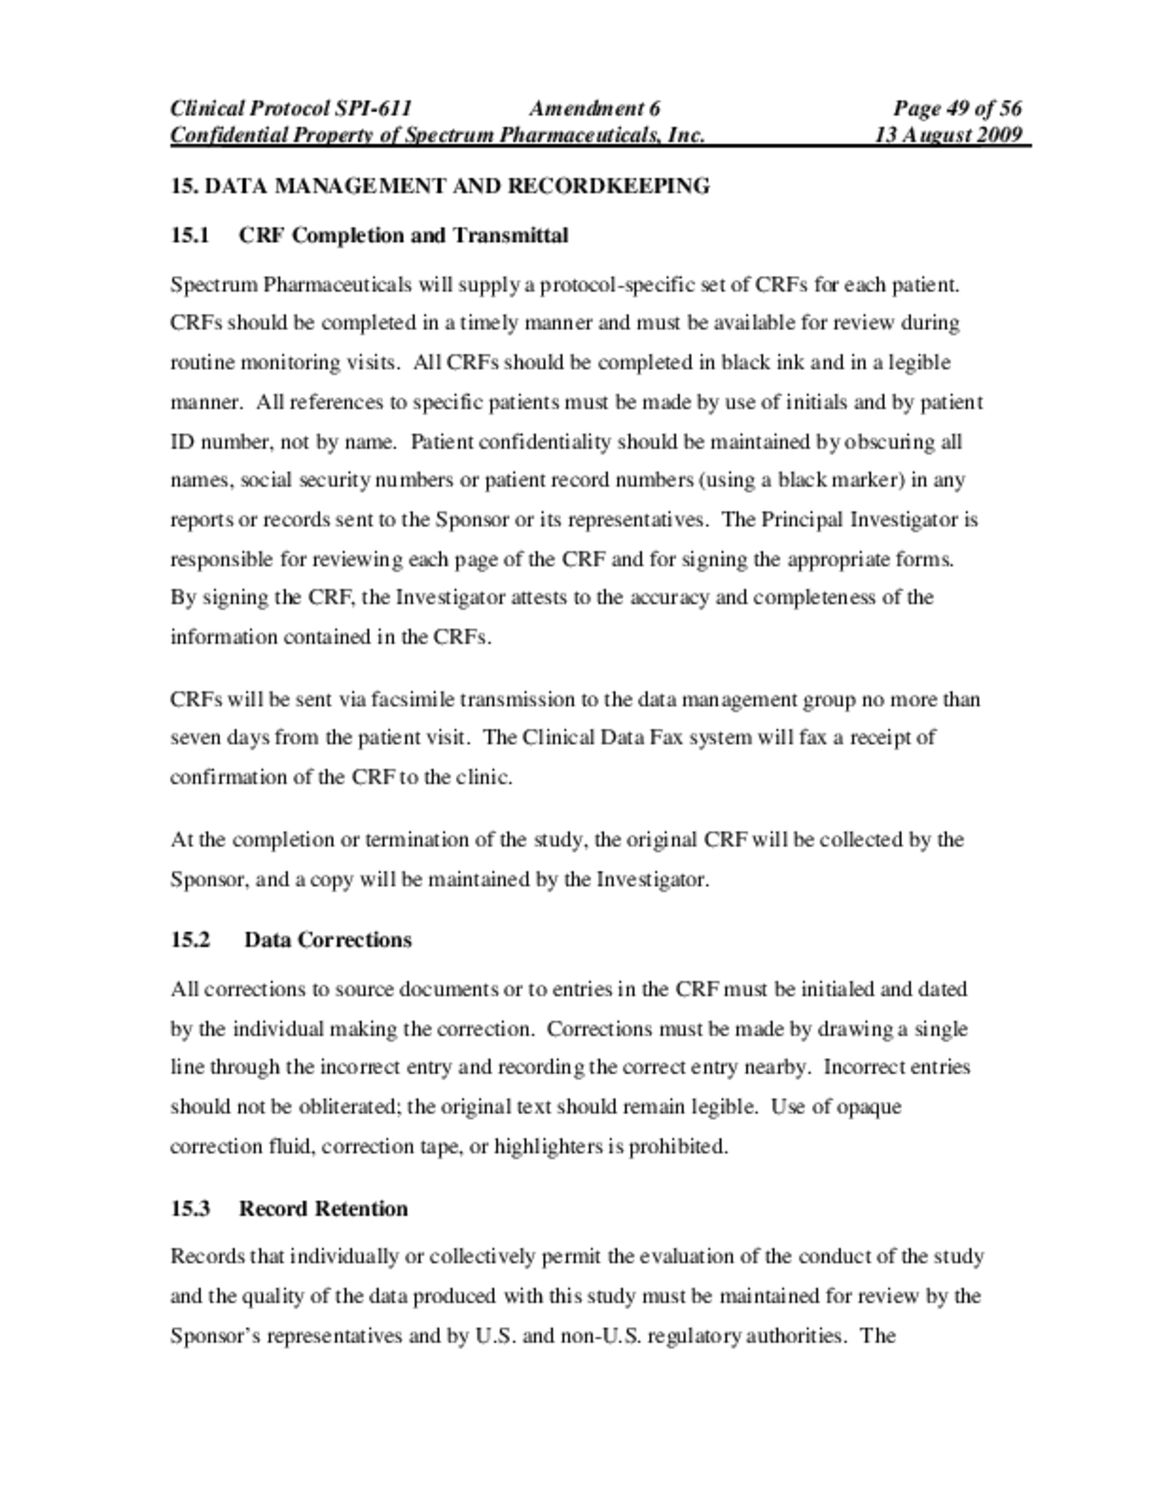 Clinical Protocol SPI-611 Amendment 6 Page 49 of 56
Confidential Property of Spectrum Pharmaceuticals, Inc. 13 August 2009
15. DATA MANAGEMENT AND RECORDKEEPING
15.1 CRF Completion and Transmittal
Spectrum Pharmaceuticals will supply a protocol-specific set of CRFs for each patient.
CRFs should be completed in a timely manner and must be available for review during
routine monitoring visits. All CRFs should be completed in black ink and in a legible
manner. All references to specific patients must be made by use of initials and by patient
ID number, not by name. Patient confidentiality should be maintained by obscuring all
names, social security numbers or patient record numbers (using a black marker) in any
reports or records sent to the Sponsor or its representatives. The Principal Investigator is
responsible for reviewing each page of the CRF and for signing the appropriate forms.
By signing the CRF, the Investigator attests to the accuracy and completeness of the
information contained in the CRFs.
CRFs will be sent via facsimile transmission to the data management group no more than
seven days from the patient visit. The Clinical Data Fax system will fax a receipt of
confirmation of the CRF to the clinic.
At the completion or termination of the study, the original CRF will be collected by the
Sponsor, and a copy will be maintained by the Investigator.
15.2 Data Corrections
All corrections to source documents or to entries in the CRF must be initialed and dated
by the individual making the correction. Corrections must be made by drawing a single
line through the incorrect entry and recording the correct entry nearby. Incorrect entries
should not be obliterated; the original text should remain legible. Use of opaque
correction fluid, correction tape, or highlighters is prohibited.
15.3 Record Retention
Records that individually or collectively permit the evaluation of the conduct of the study
and the quality of the data produced with this study must be maintained for review by the
Sponsor's representatives and by U.S. and non-U.S. regulatory authorities. The